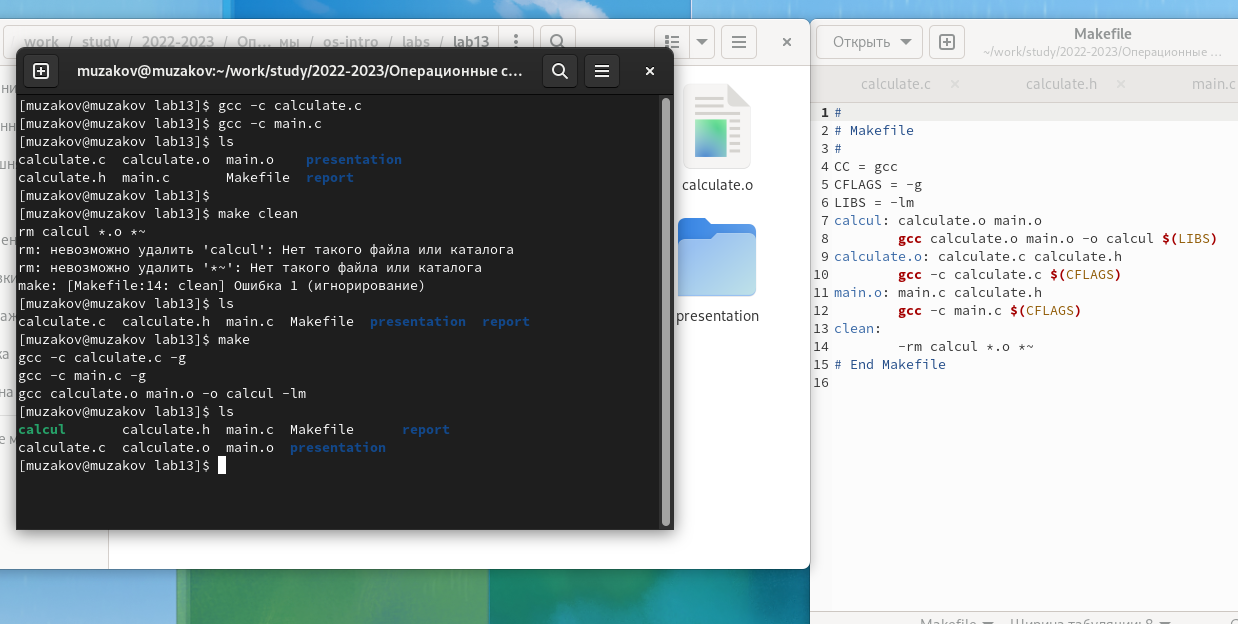 work / study / 2022-2023 / Оп… мы / os-intro / labs / lab13
muzakov@muzakov:~/work/study/2022-2023/Операционные с…
[muzakov@muzakov lab13]$ gcc -c calculate.c
[muzakov@muzakov lab13]$ gcc -c main.c
[muzakov@muzakov lab13]$ ls
calculate.c calculate.o main.o presentation
calculate.h main.c Makefile report
[muzakov@muzakov lab13]$
[muzakov@muzakov lab13]$ make clean
rm calcul *.o *~
rm: невозможно удалить 'calcul': Нет такого файла или каталога
rm: невозможно удалить '*~': Нет такого файла или каталога
make: [Makefile:14: clean] Ошибка 1 (игнорирование)
[muzakov@muzakov lab13]$ ls
calculate.c calculate.h main.c Makefile presentation report
[muzakov@muzakov lab13]$ make
gcc -c calculate.c -g
gcc -c main.c -g
gcc calculate.o main.o -o calcul -lm
[muzakov@muzakov lab13]$ ls
calcul calculate.h main.c Makefile report
calculate.c calculate.o main.o presentation
[muzakov@muzakov lab13]$
calculate.o
presentation
Открыть
Makefile
~/work/study/2022-2023/Операционные …
calculate.c × calculate.h × main.c
1 #
2 # Makefile
3 #
4 CC = gcc
5 CFLAGS = -g
6 LIBS = -lm
7 calcul: calculate.o main.o
8 gcc calculate.o main.o -o calcul $(LIBS)
9 calculate.o: calculate.c calculate.h
10 gcc -c calculate.c $(CFLAGS)
11 main.o: main.c calculate.h
12 gcc -c main.c $(CFLAGS)
13 clean:
14 -rm calcul *.o *~
15 # End Makefile
16
Makefile Ширина табуляции: 8